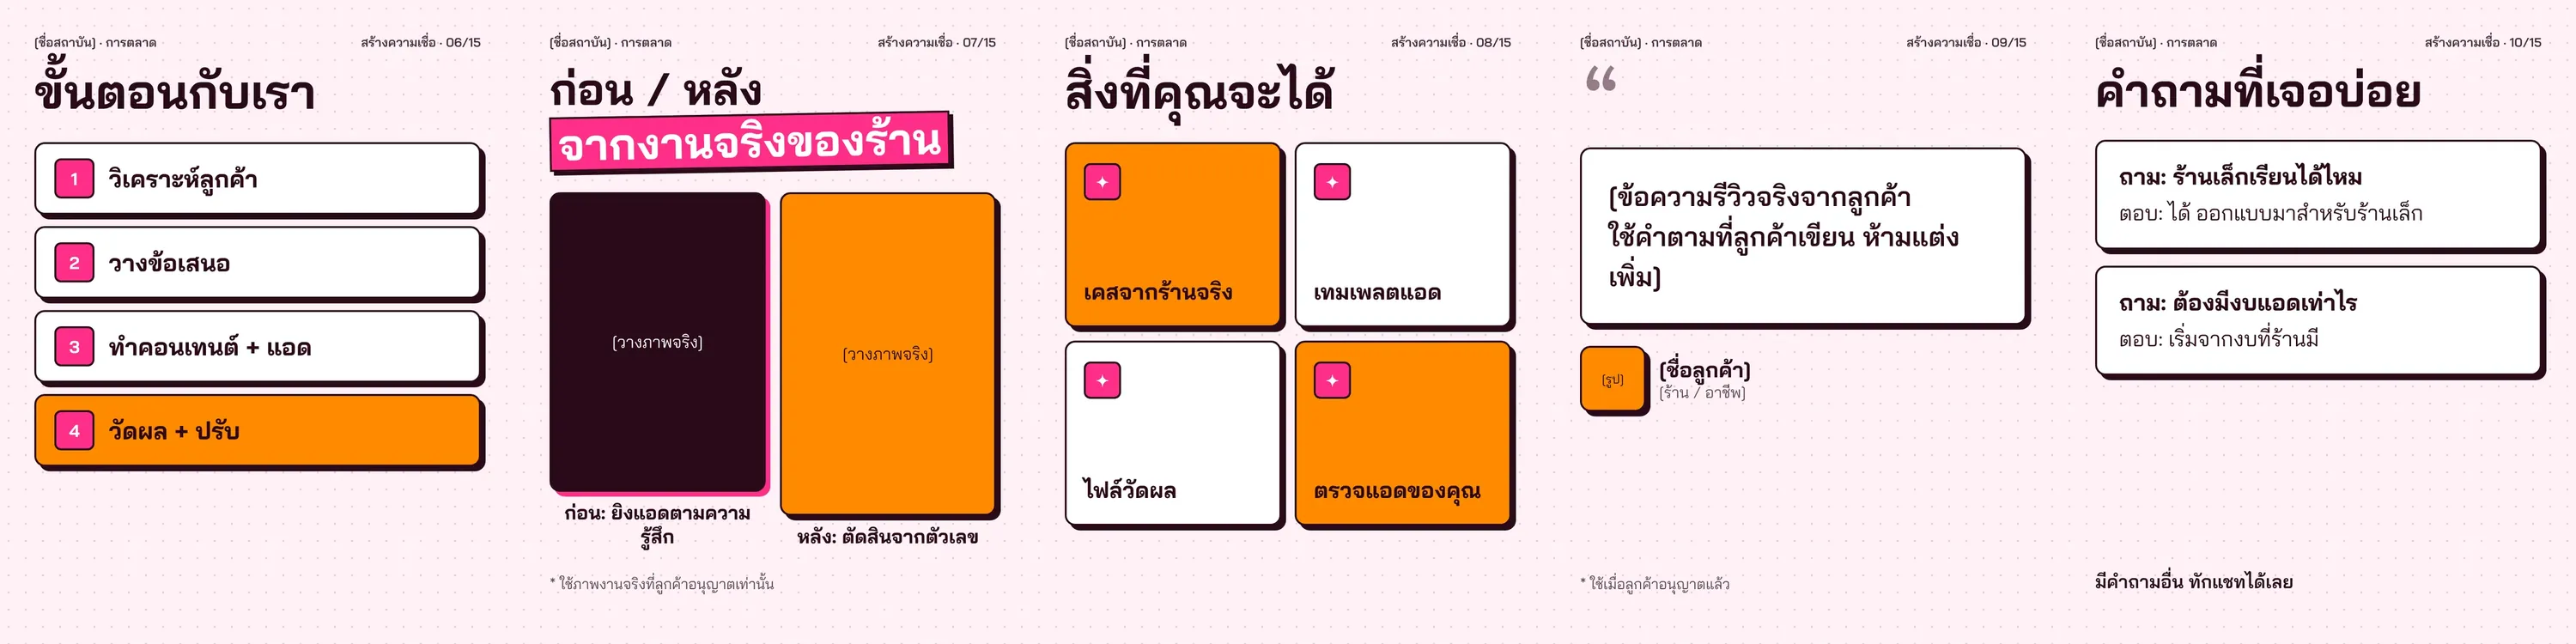 (ชื่อสถาบัน) · การตลาด
สร้างความเชื่อ · 06/15
ขั้นตอนกับเรา
1
วิเคราะห์ลูกค้า
2
วางข้อเสนอ
3
ทำคอนเทนต์ + แอด
4
วัดผล + ปรับ
(ชื่อสถาบัน) · การตลาด
สร้างความเชื่อ · 07/15
ก่อน / หลัง
จากงานจริงของร้าน
(วางภาพจริง)
(วางภาพจริง)
ก่อน: ยิงแอดตามความ
รู้สึก
หลัง: ตัดสินจากตัวเลข
* ใช้ภาพงานจริงที่ลูกค้าอนุญาตเท่านั้น
(ชื่อสถาบัน) · การตลาด
สร้างความเชื่อ · 08/15
สิ่งที่คุณจะได้
เคสจากร้านจริง
เทมเพลตแอด
ไฟล์วัดผล
ตรวจแอดของคุณ
(ชื่อสถาบัน) · การตลาด
สร้างความเชื่อ · 09/15
“
(ข้อความรีวิวจริงจากลูกค้า
ใช้คำตามที่ลูกค้าเขียน ห้ามแต่ง
เพิ่ม)
(รูป)
(ชื่อลูกค้า)
(ร้าน / อาชีพ)
* ใช้เมื่อลูกค้าอนุญาตแล้ว
(ชื่อสถาบัน) · การตลาด
สร้างความเชื่อ · 10/15
คำถามที่เจอบ่อย
ถาม: ร้านเล็กเรียนได้ไหม
ตอบ: ได้ ออกแบบมาสำหรับร้านเล็ก
ถาม: ต้องมีงบแอดเท่าไร
ตอบ: เริ่มจากงบที่ร้านมี
มีคำถามอื่น ทักแชทได้เลย